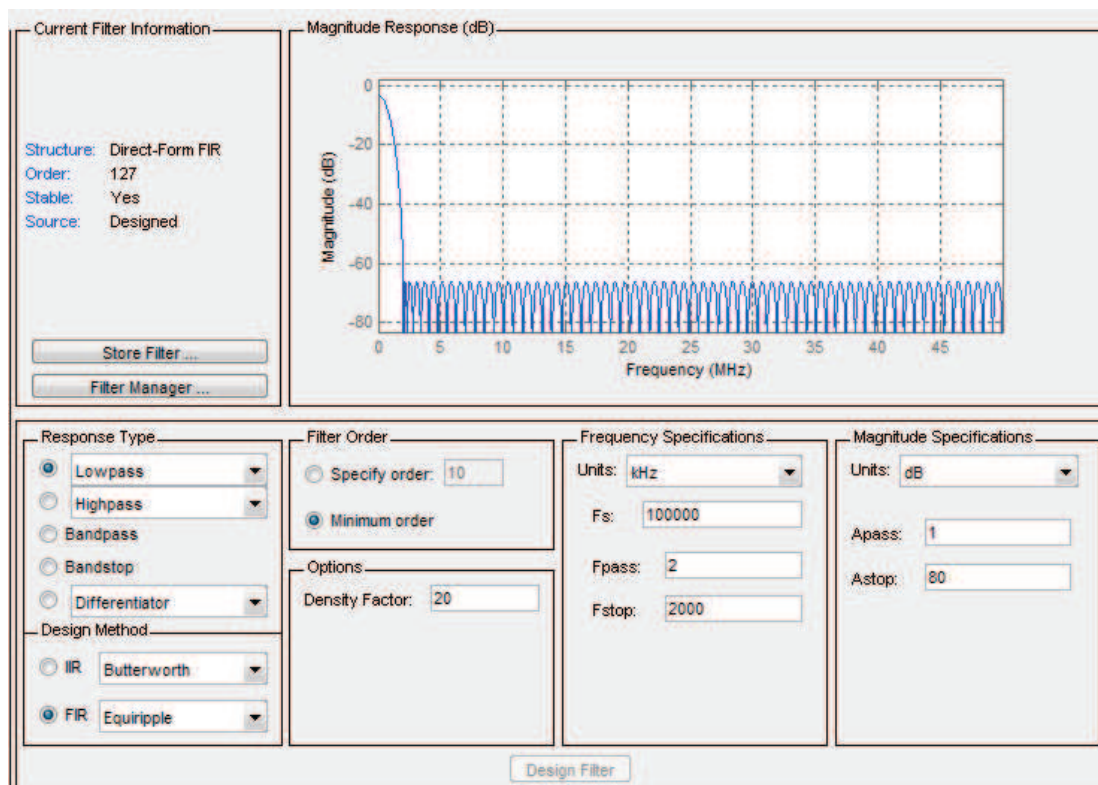 Current Filter Information
Structure: Direct-Form FIR
Order: 127
Stable: Yes
Source: Designed
Store Filter ...
Filter Manager ...
Magnitude Response (dB)
Magnitude (dB)
0
-20
-40
-60
-80
0 5 10 15 20 25 30 35 40 45
Frequency (MHz)
Response Type
Lowpass
Highpass
Bandpass
Bandstop
Differentiator
Design Method
IIR Butterworth
FIR Equiripple
Filter Order
Specify order: 10
Minimum order
Options
Density Factor: 20
Frequency Specifications
Units: kHz
Fs: 100000
Fpass: 2
Fstop: 2000
Magnitude Specifications
Units: dB
Apass: 1
Astop: 80
Design Filter